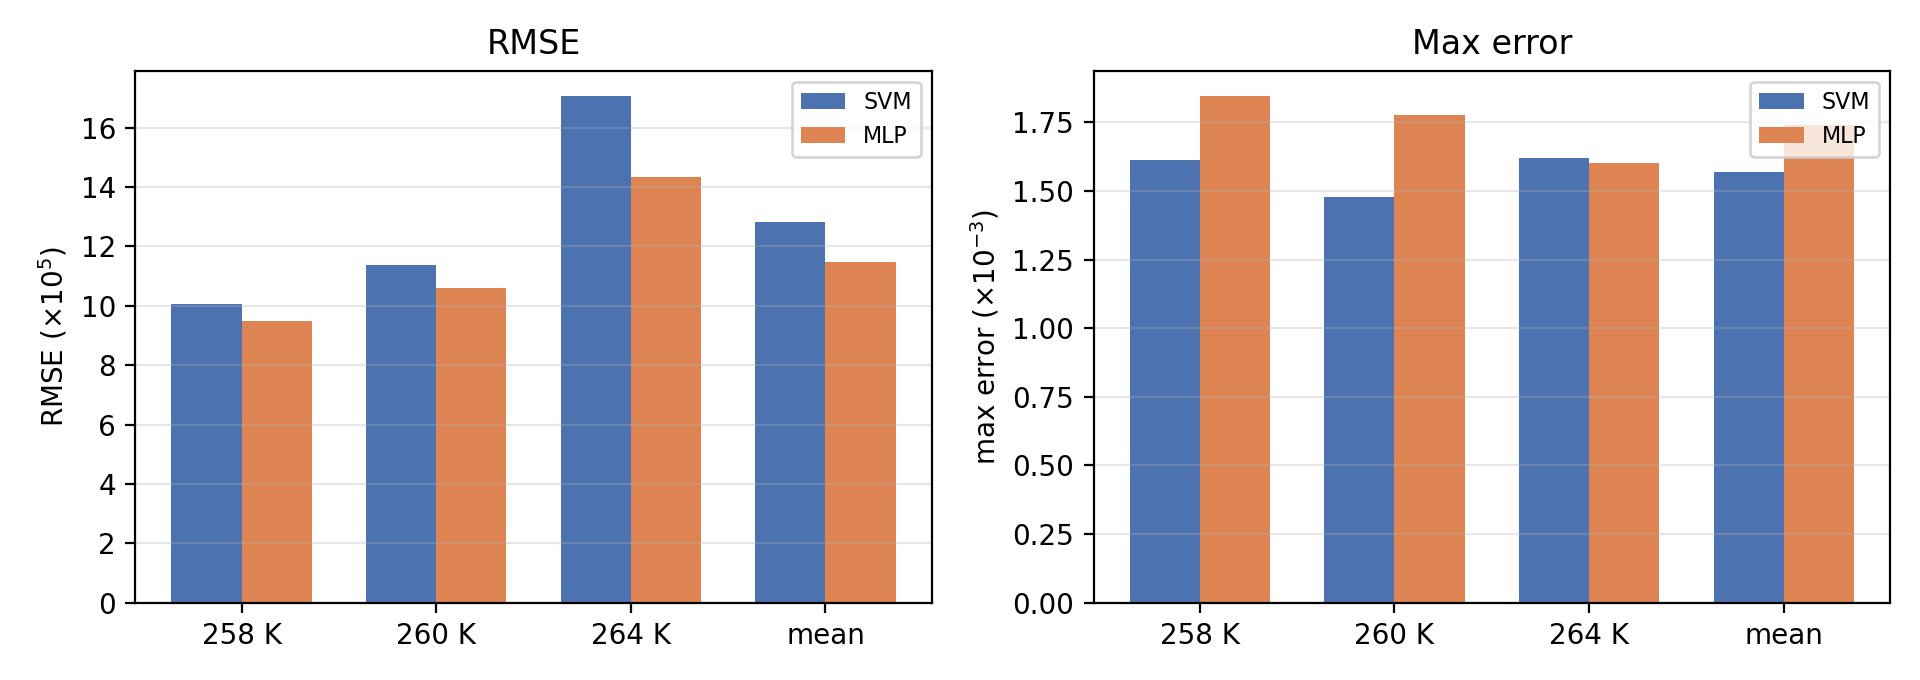 RMSE
RMSE (×10⁵)
16
14
12
10
8
6
4
2
0
258 K
260 K
264 K
mean
SVM
MLP
Max error
max error (×10⁻³)
1.75
1.50
1.25
1.00
0.75
0.50
0.25
0.00
258 K
260 K
264 K
mean
SVM
MLP